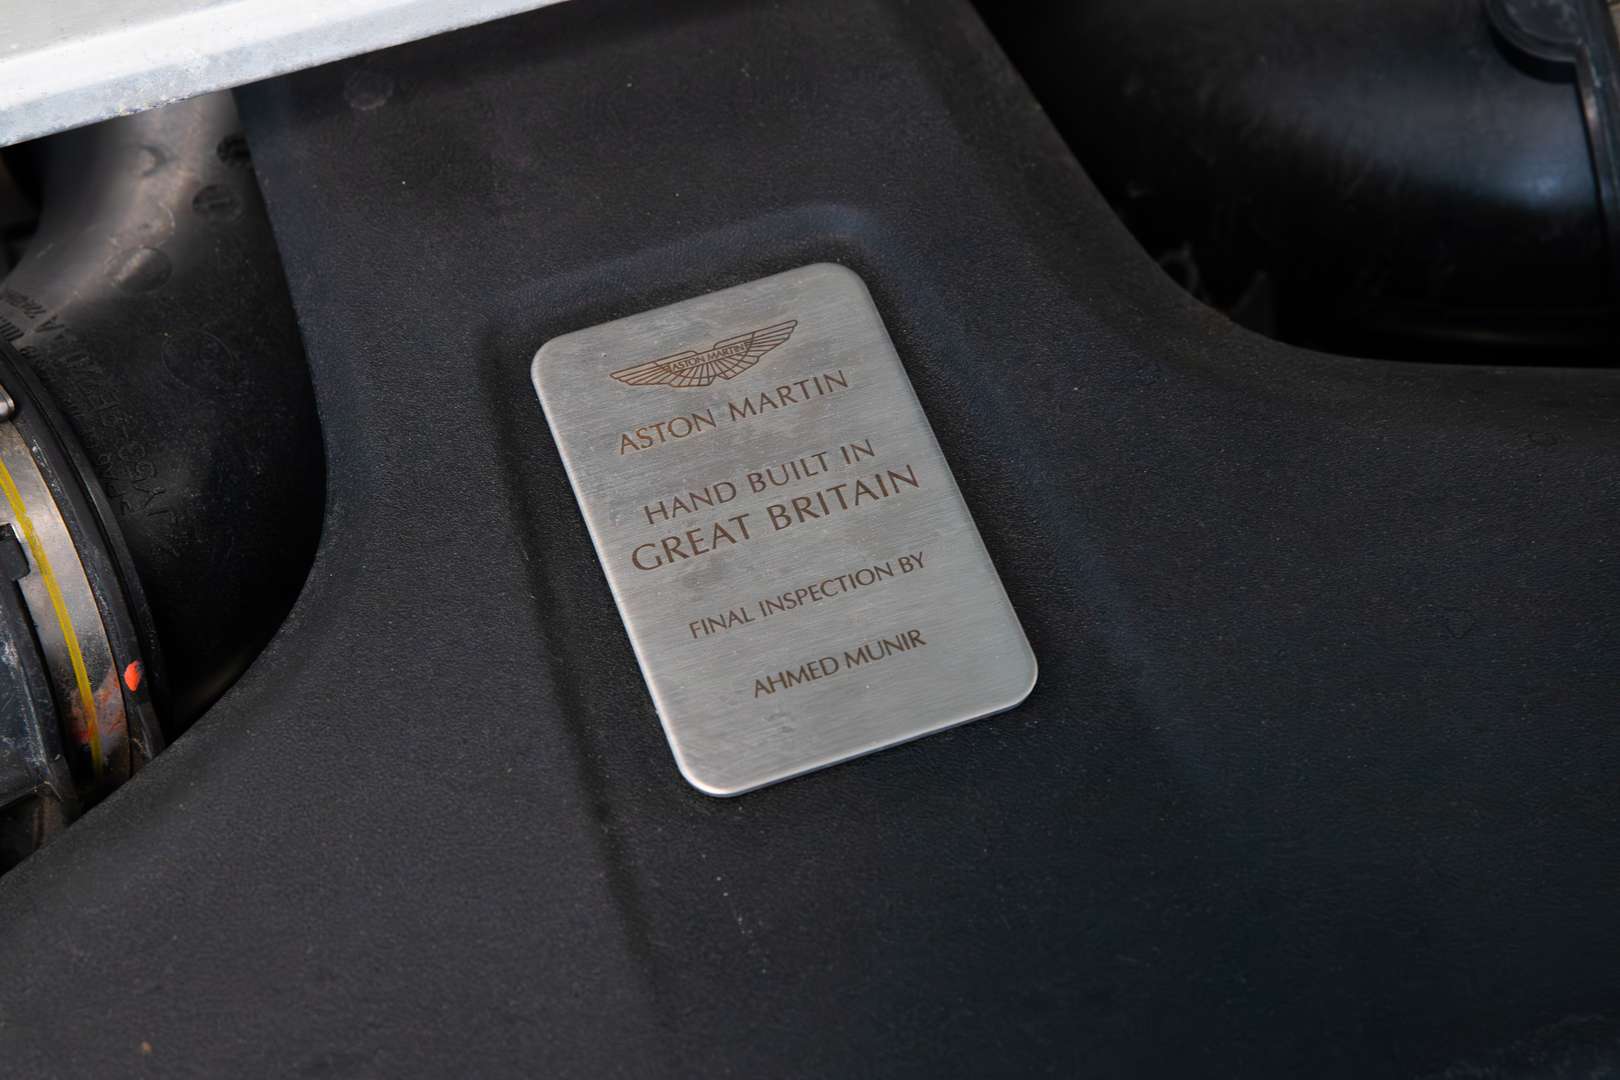 ASTON MARTIN
ASTON MARTIN
HAND BUILT IN
GREAT BRITAIN
FINAL INSPECTION BY
AHMED MUNIR